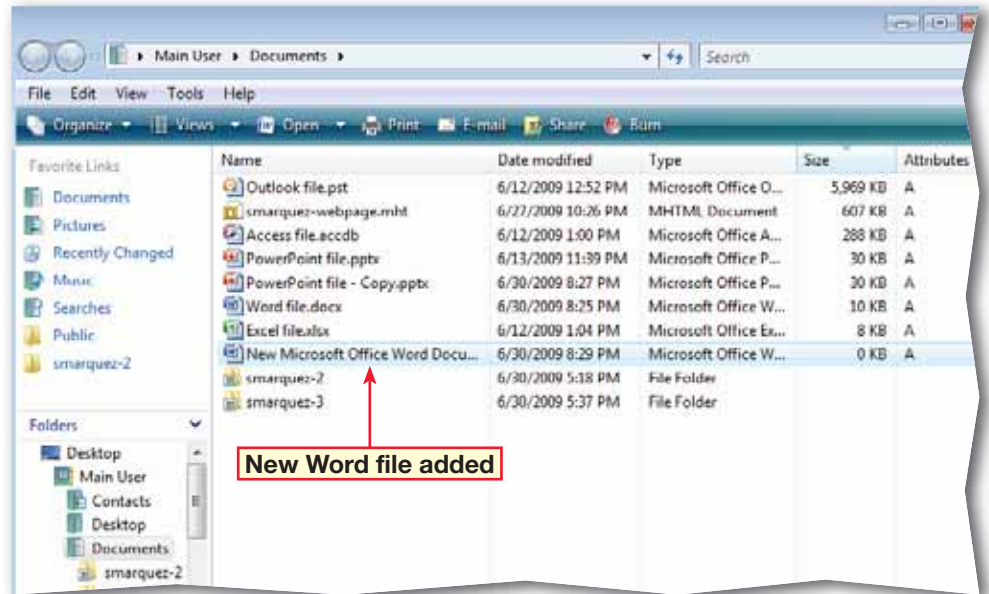 Main User Documents Search
File Edit View Tools Help
Organize Views Open Print E-mail Share Burn
Favorite Links
Documents
Pictures
Recently Changed
Music
Searches
Public
smarquez-2
Folders
Desktop
Main User
Contacts
Desktop
Documents
smarquez-2
Name Date modified Type Size Attributes
Outlook file.pst 6/12/2009 12:52 PM Microsoft Office O... 5,969 KB A
smarquez-webpage.mht 6/27/2009 10:26 PM MHTML Document 607 KB A
Access file.accdb 6/12/2009 1:00 PM Microsoft Office A... 288 KB A
PowerPoint file.pptx 6/13/2009 11:39 PM Microsoft Office P... 30 KB A
PowerPoint file - Copy.pptx 6/30/2009 8:27 PM Microsoft Office P... 30 KB A
Word file.docx 6/30/2009 8:25 PM Microsoft Office W... 10 KB A
Excel file.xlsx 6/12/2009 1:04 PM Microsoft Office Ex... 8 KB A
New Microsoft Office Word Docu... 6/30/2009 8:29 PM Microsoft Office W... 0 KB A
smarquez-2 6/30/2009 5:18 PM File Folder
smarquez-3 6/30/2009 5:37 PM File Folder
New Word file added